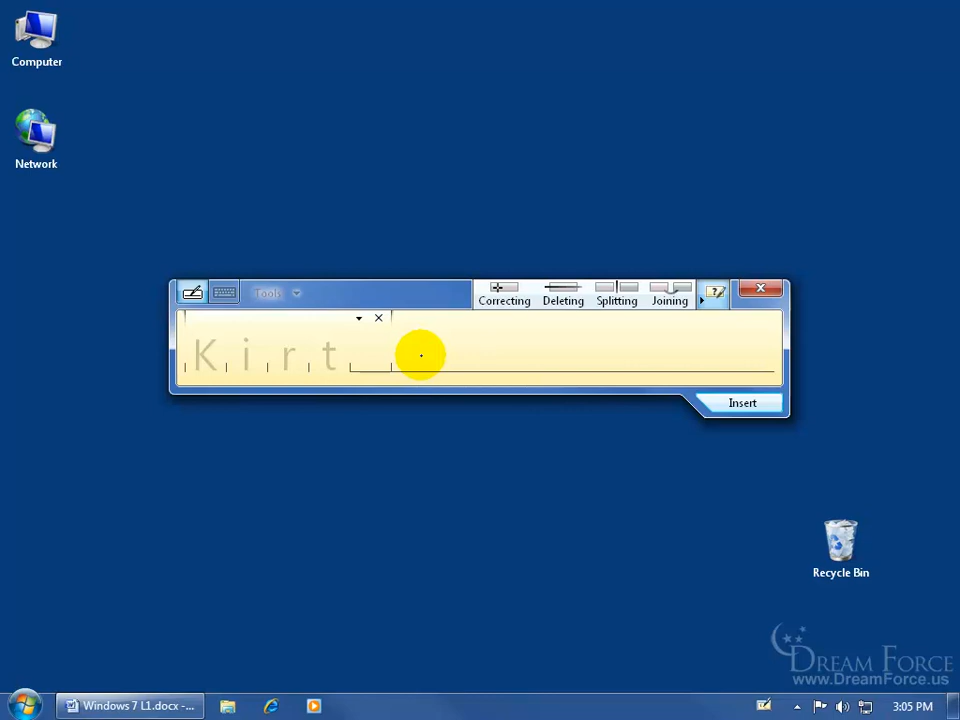 Computer
Network
Tools
Correcting Deleting Splitting Joining
Kirt
Insert
Recycle Bin
DREAM FORCE
www.DreamForce.us
Windows 7 L1.docx -...
3:05 PM